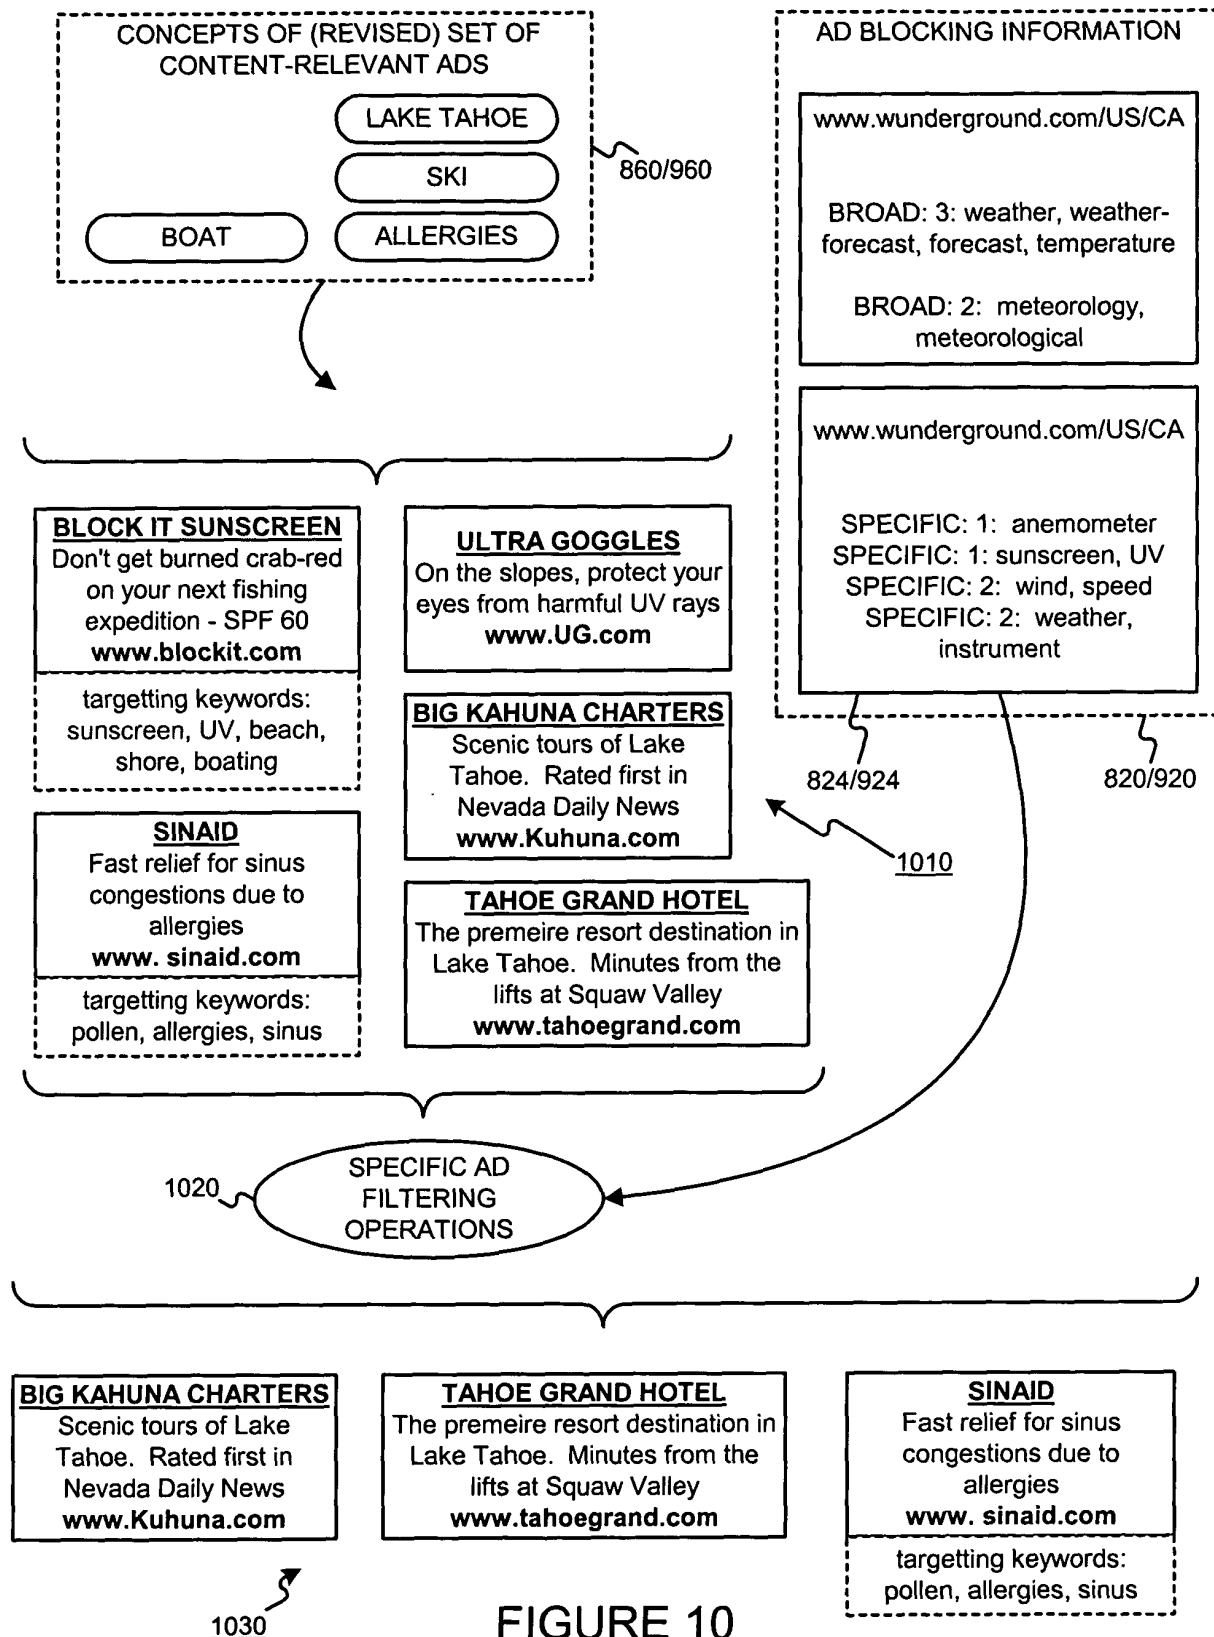 CONCEPTS OF (REVISED) SET OF
CONTENT-RELEVANT ADS
LAKE TAHOE
SKI
BOAT
ALLERGIES
860/960
AD BLOCKING INFORMATION
www.wunderground.com/US/CA
BROAD: 3: weather, weather-
forecast, forecast, temperature
BROAD: 2: meteorology,
meteorological
www.wunderground.com/US/CA
SPECIFIC: 1: anemometer
SPECIFIC: 1: sunscreen, UV
SPECIFIC: 2: wind, speed
SPECIFIC: 2: weather,
instrument
824/924
820/920
BLOCK IT SUNSCREEN
Don't get burned crab-red
on your next fishing
expedition - SPF 60
www.blockit.com
targetting keywords:
sunscreen, UV, beach,
shore, boating
SINAID
Fast relief for sinus
congestions due to
allergies
www. sinaid.com
targetting keywords:
pollen, allergies, sinus
ULTRA GOGGLES
On the slopes, protect your
eyes from harmful UV rays
www.UG.com
BIG KAHUNA CHARTERS
Scenic tours of Lake
Tahoe. Rated first in
Nevada Daily News
www.Kuhuna.com
1010
TAHOE GRAND HOTEL
The premeire resort destination in
Lake Tahoe. Minutes from the
lifts at Squaw Valley
www.tahoegrand.com
1020
SPECIFIC AD
FILTERING
OPERATIONS
BIG KAHUNA CHARTERS
Scenic tours of Lake
Tahoe. Rated first in
Nevada Daily News
www.Kuhuna.com
TAHOE GRAND HOTEL
The premeire resort destination in
Lake Tahoe. Minutes from the
lifts at Squaw Valley
www.tahoegrand.com
SINAID
Fast relief for sinus
congestions due to
allergies
www. sinaid.com
targetting keywords:
pollen, allergies, sinus
1030
FIGURE 10